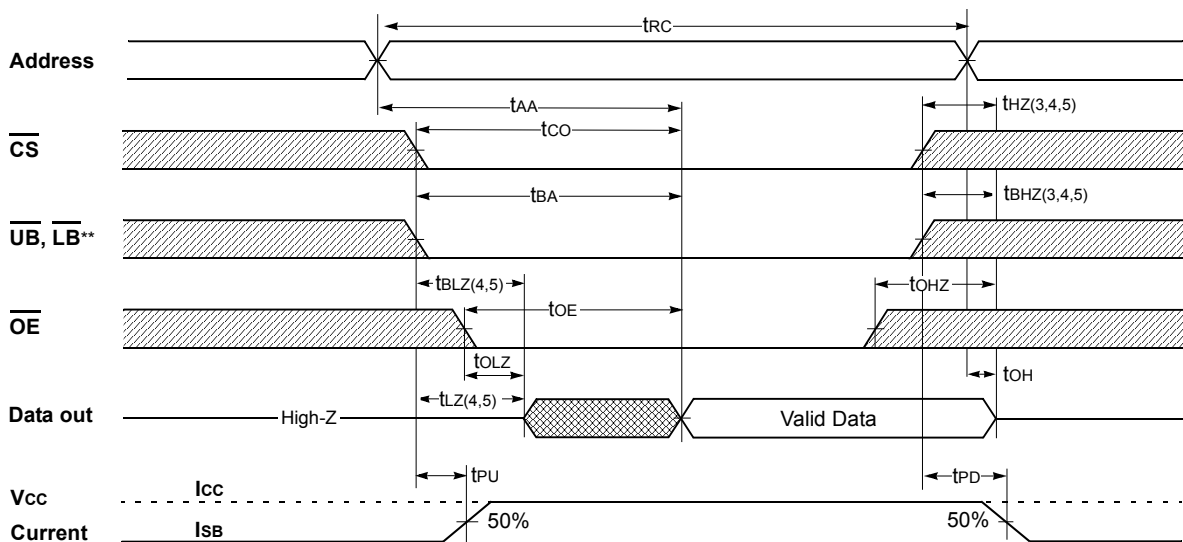 tRC
Address
tAA
tHZ(3,4,5)
tCO
CS
tBA
tBHZ(3,4,5)
UB, LB**
tBLZ(4,5)
tOHZ
tOE
OE
tOLZ
tOH
tLZ(4,5)
Data out
High-Z
Valid Data
tPU
tPD
VCC
ICC
50%
50%
Current
ISB